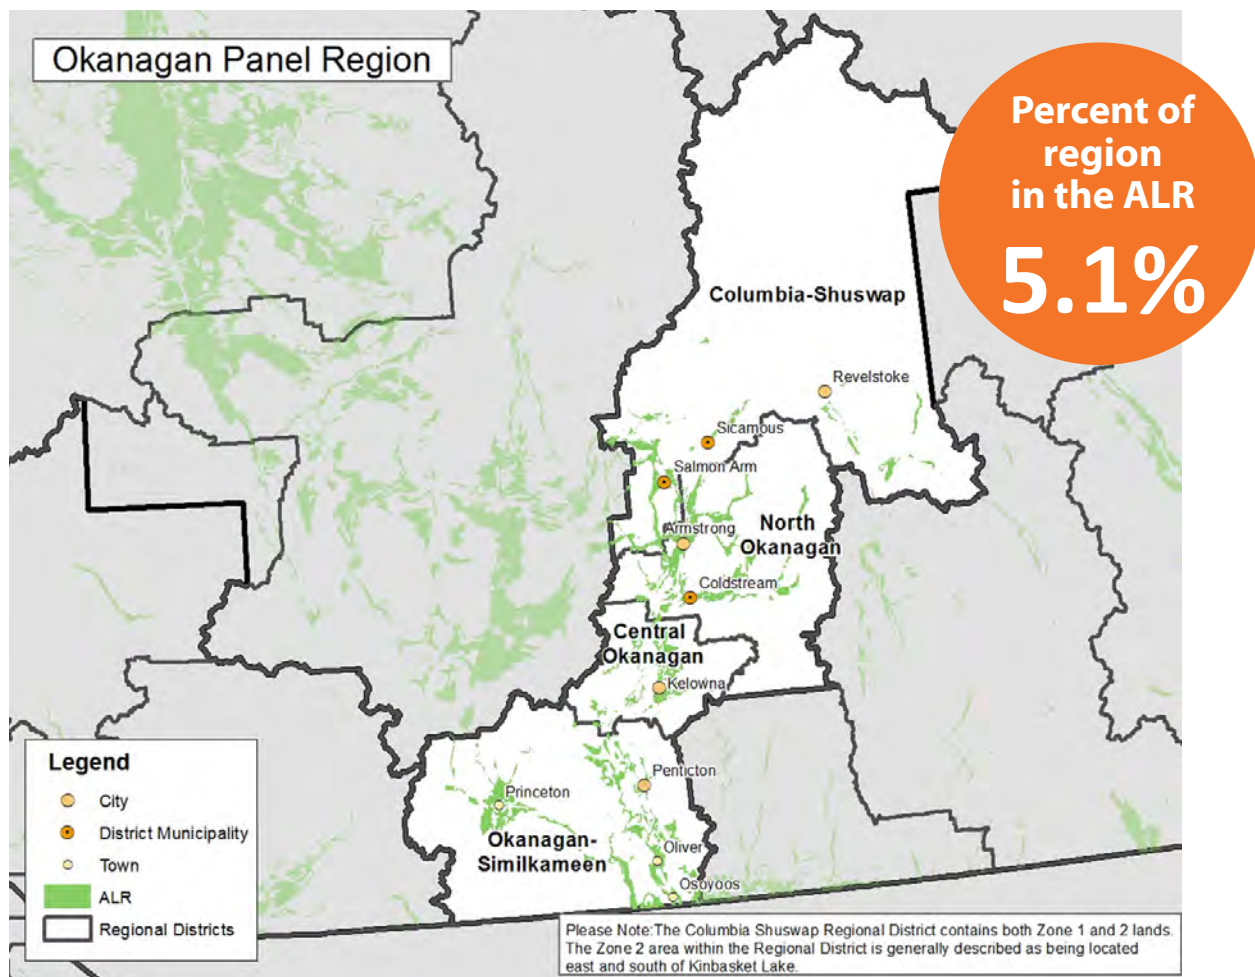 Okanagan Panel Region
Percent of
region
in the ALR
5.1%
Columbia-Shuswap
Revelstoke
Sicamous
Salmon Arm
Armstrong
North
Okanagan
Coldstream
Central
Okanagan
Kelowna
Penticton
Princeton
Okanagan-
Similkameen
Oliver
Osoyoos
Legend
City
District Municipality
Town
ALR
Regional Districts
Please Note:The Columbia Shuswap Regional District contains both Zone 1 and 2 lands.
The Zone 2 area within the Regional District is generally described as being located
east and south of Kinbasket Lake.